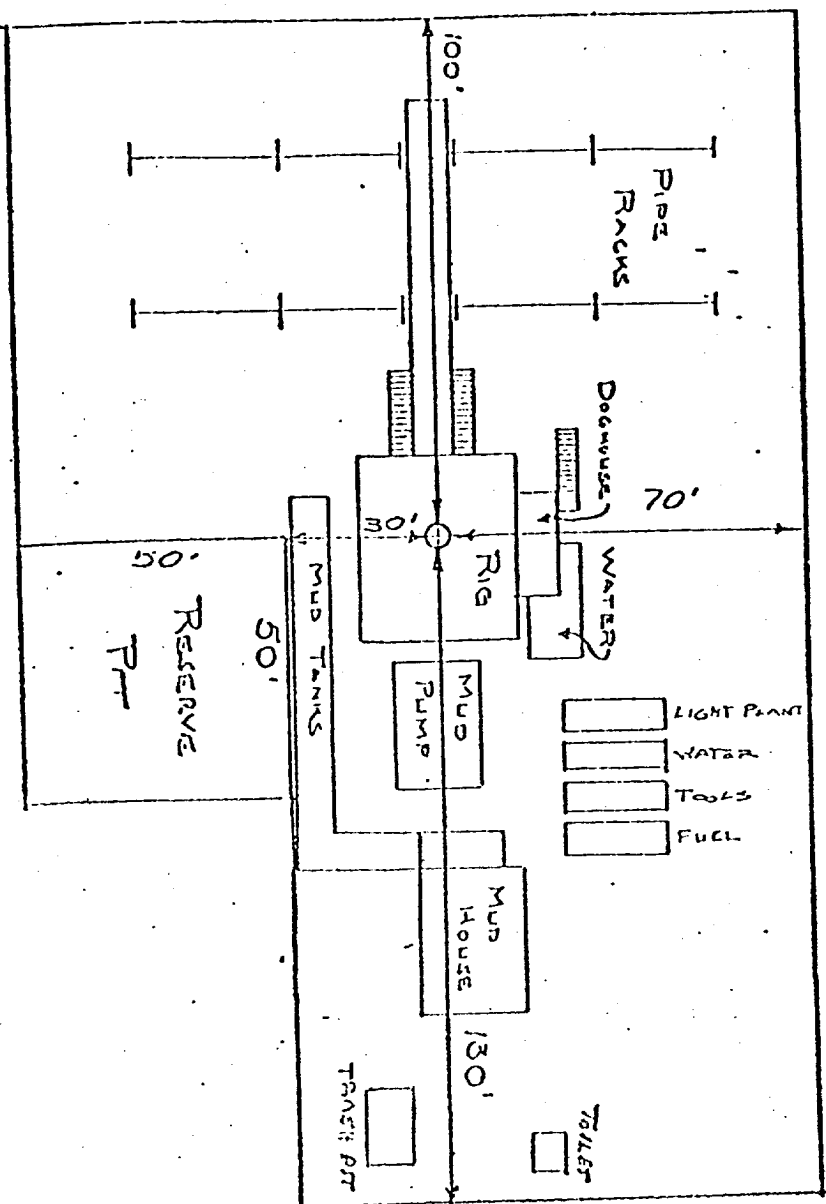 100'
PIPE
RACKS
DOGHOUSE
70'
WATER
30'
RIG
MUD TANKS
50'
50'
RESERVE
PIT
MUD
PUMP
LIGHT PLANT
WATER
TOOLS
FUEL
MUD
HOUSE
130'
TRASH PIT
TOILET